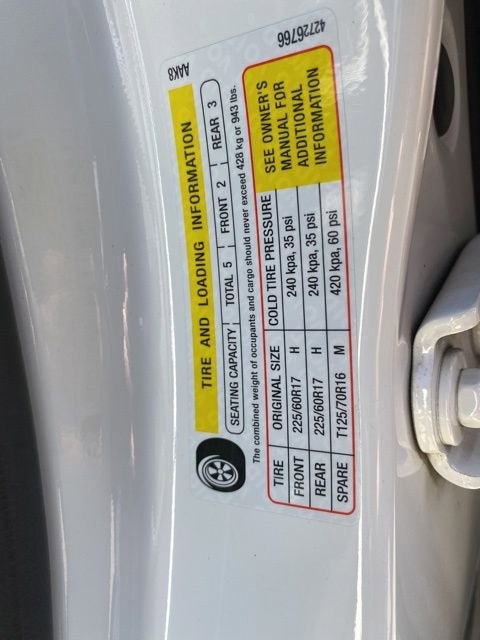 AAK8
42726766
TIRE AND LOADING INFORMATION
SEATING CAPACITY TOTAL 5 FRONT 2 REAR 3
The combined weight of occupants and cargo should never exceed 428 kg or 943 lbs.
TIRE ORIGINAL SIZE COLD TIRE PRESSURE
FRONT 225/60R17 H 240 kpa, 35 psi
REAR 225/60R17 H 240 kpa, 35 psi
SPARE T125/70R16 M 420 kpa, 60 psi
SEE OWNER'S
MANUAL FOR
ADDITIONAL
INFORMATION